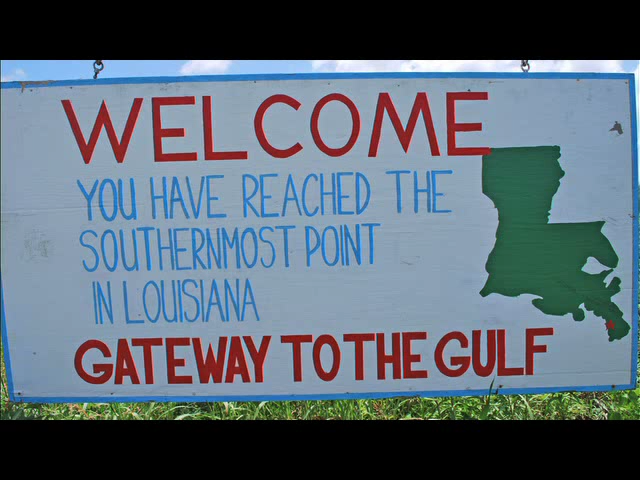 WELCOME
YOU HAVE REACHED THE
SOUTHERNMOST POINT
IN LOUISIANA
GATEWAY TO THE GULF